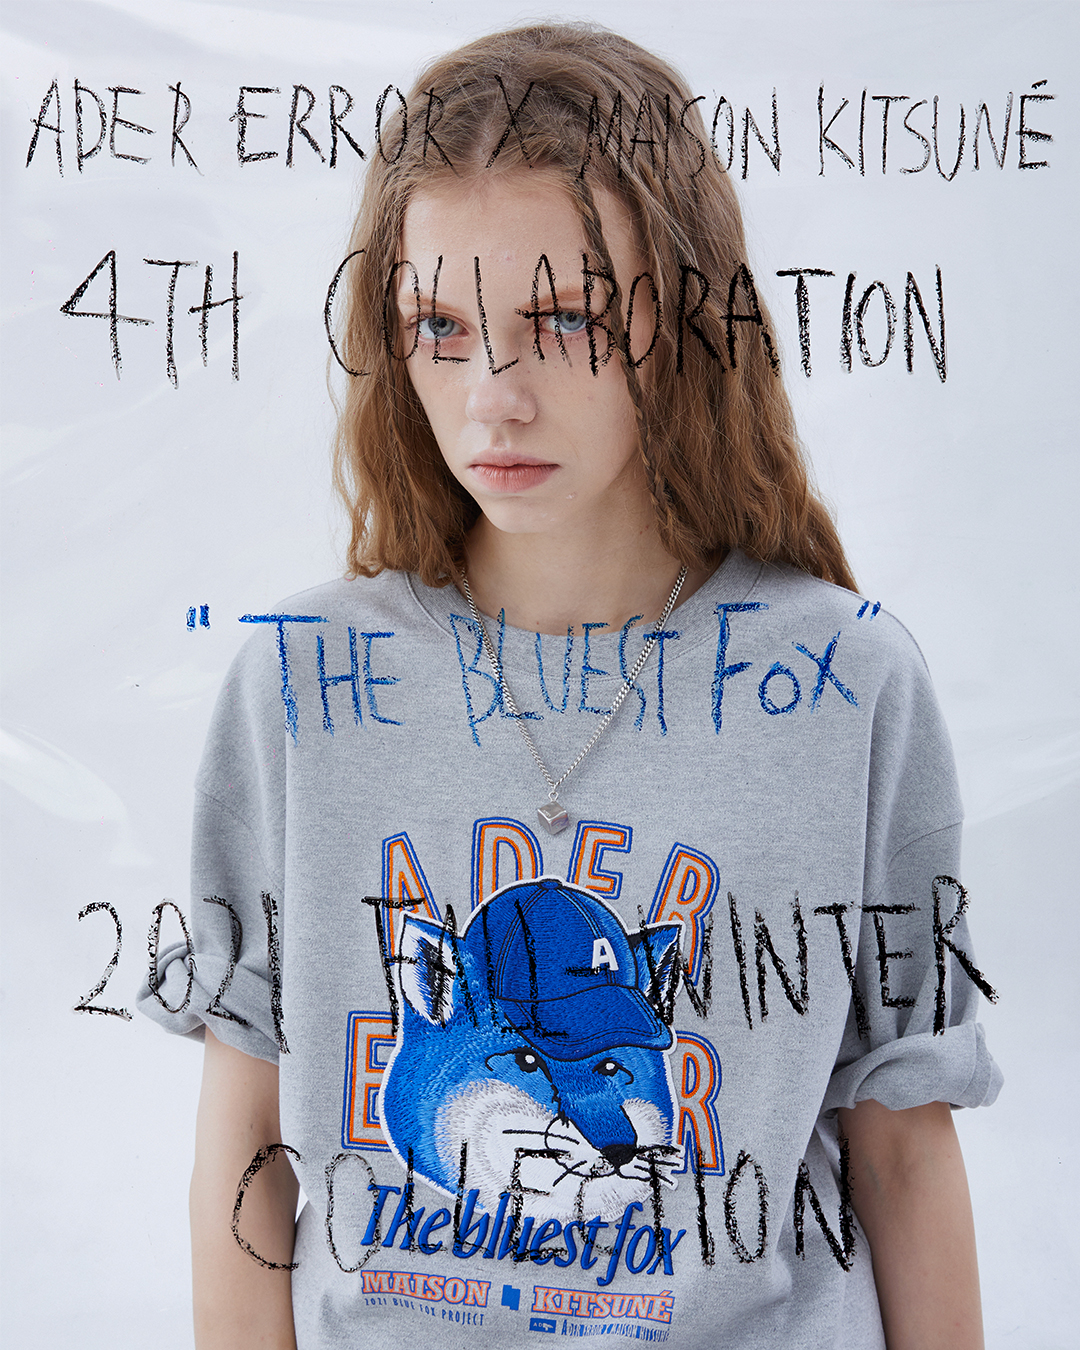 ADER ERROR X MAISON KITSUNÉ
4TH COLLABORATION
"THE BLUEST FOX"
2021 FALL WINTER
COLLECTION
ADER
A
ERROR
The bluest fox
MAISON KITSUNÉ
2021 BLUE FOX PROJECT
ADER ERROR / MAISON KITSUNÉ